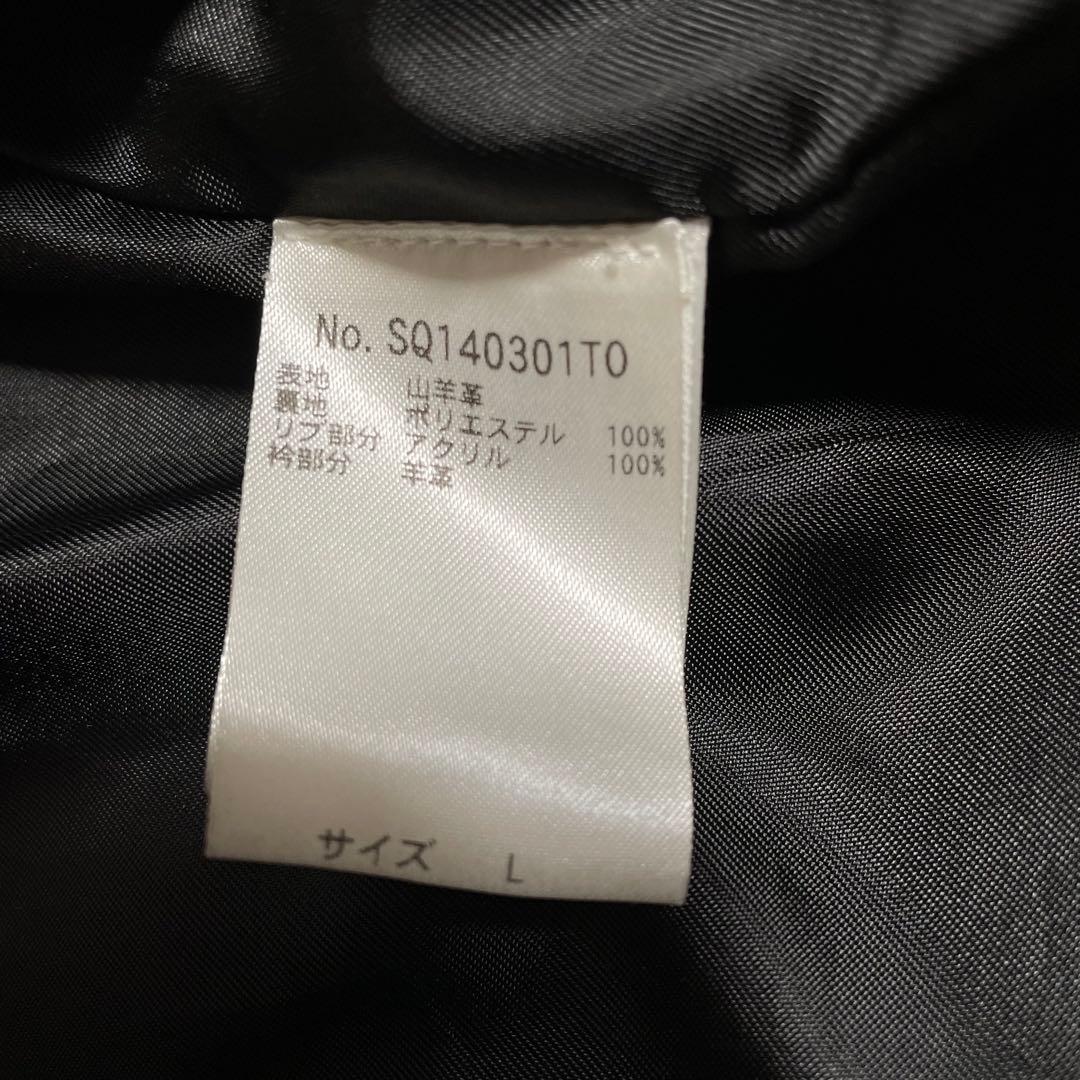 No. SQ140301TO
表地 山羊革
裏地 ポリエステル 100%
リブ部分 アクリル 100%
衿部分 羊革
サイズ L